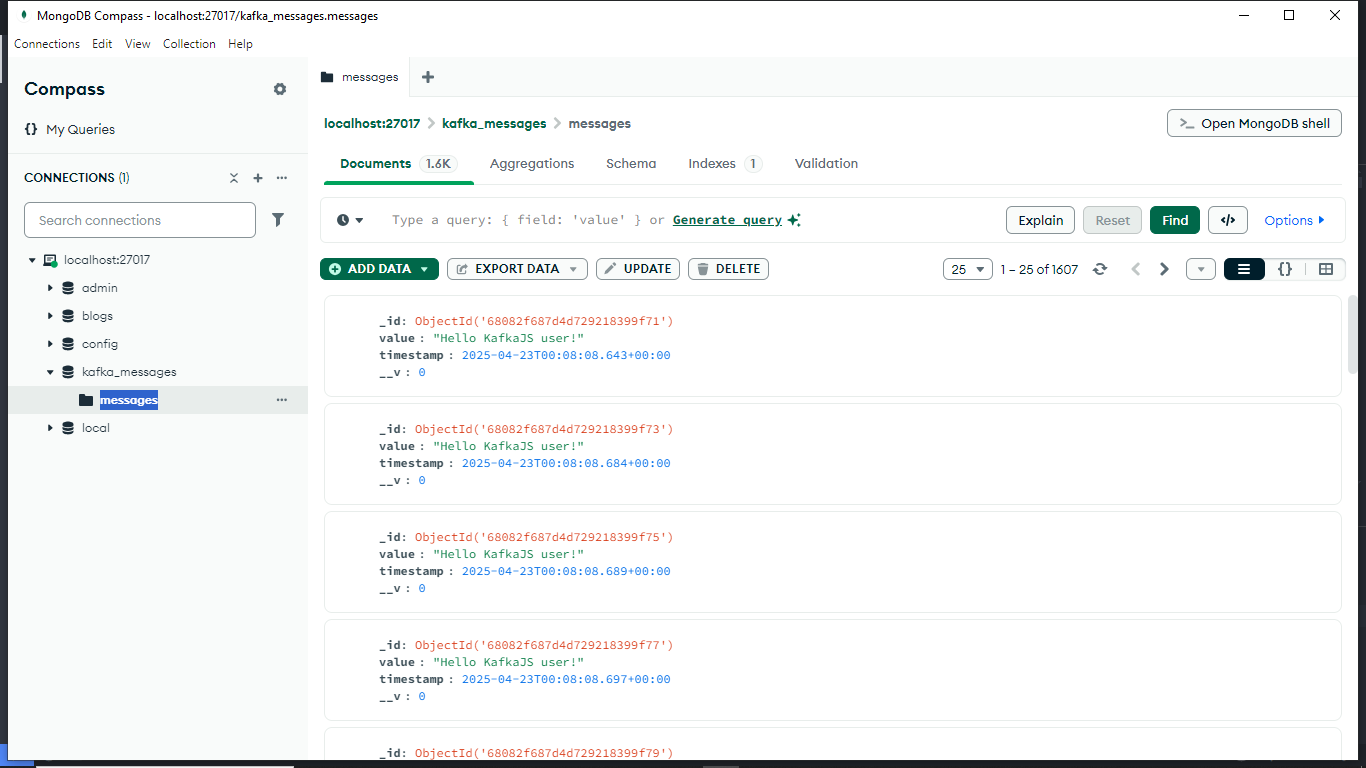 MongoDB Compass - localhost:27017/kafka_messages.messages
Connections Edit View Collection Help
Compass
{} My Queries
CONNECTIONS (1)
Search connections
localhost:27017
admin
blogs
config
kafka_messages
messages
local
messages
localhost:27017 > kafka_messages > messages
>_ Open MongoDB shell
Documents 1.6K Aggregations Schema Indexes 1 Validation
Type a query: { field: 'value' } or Generate query
Explain Reset Find </> Options
ADD DATA EXPORT DATA UPDATE DELETE
25 1 – 25 of 1607 {}
_id: ObjectId('68082f687d4d729218399f71')
value : "Hello KafkaJS user!"
timestamp : 2025-04-23T00:08:08.643+00:00
__v : 0
_id: ObjectId('68082f687d4d729218399f73')
value : "Hello KafkaJS user!"
timestamp : 2025-04-23T00:08:08.684+00:00
__v : 0
_id: ObjectId('68082f687d4d729218399f75')
value : "Hello KafkaJS user!"
timestamp : 2025-04-23T00:08:08.689+00:00
__v : 0
_id: ObjectId('68082f687d4d729218399f77')
value : "Hello KafkaJS user!"
timestamp : 2025-04-23T00:08:08.697+00:00
__v : 0
_id: ObjectId('68082f687d4d729218399f79')